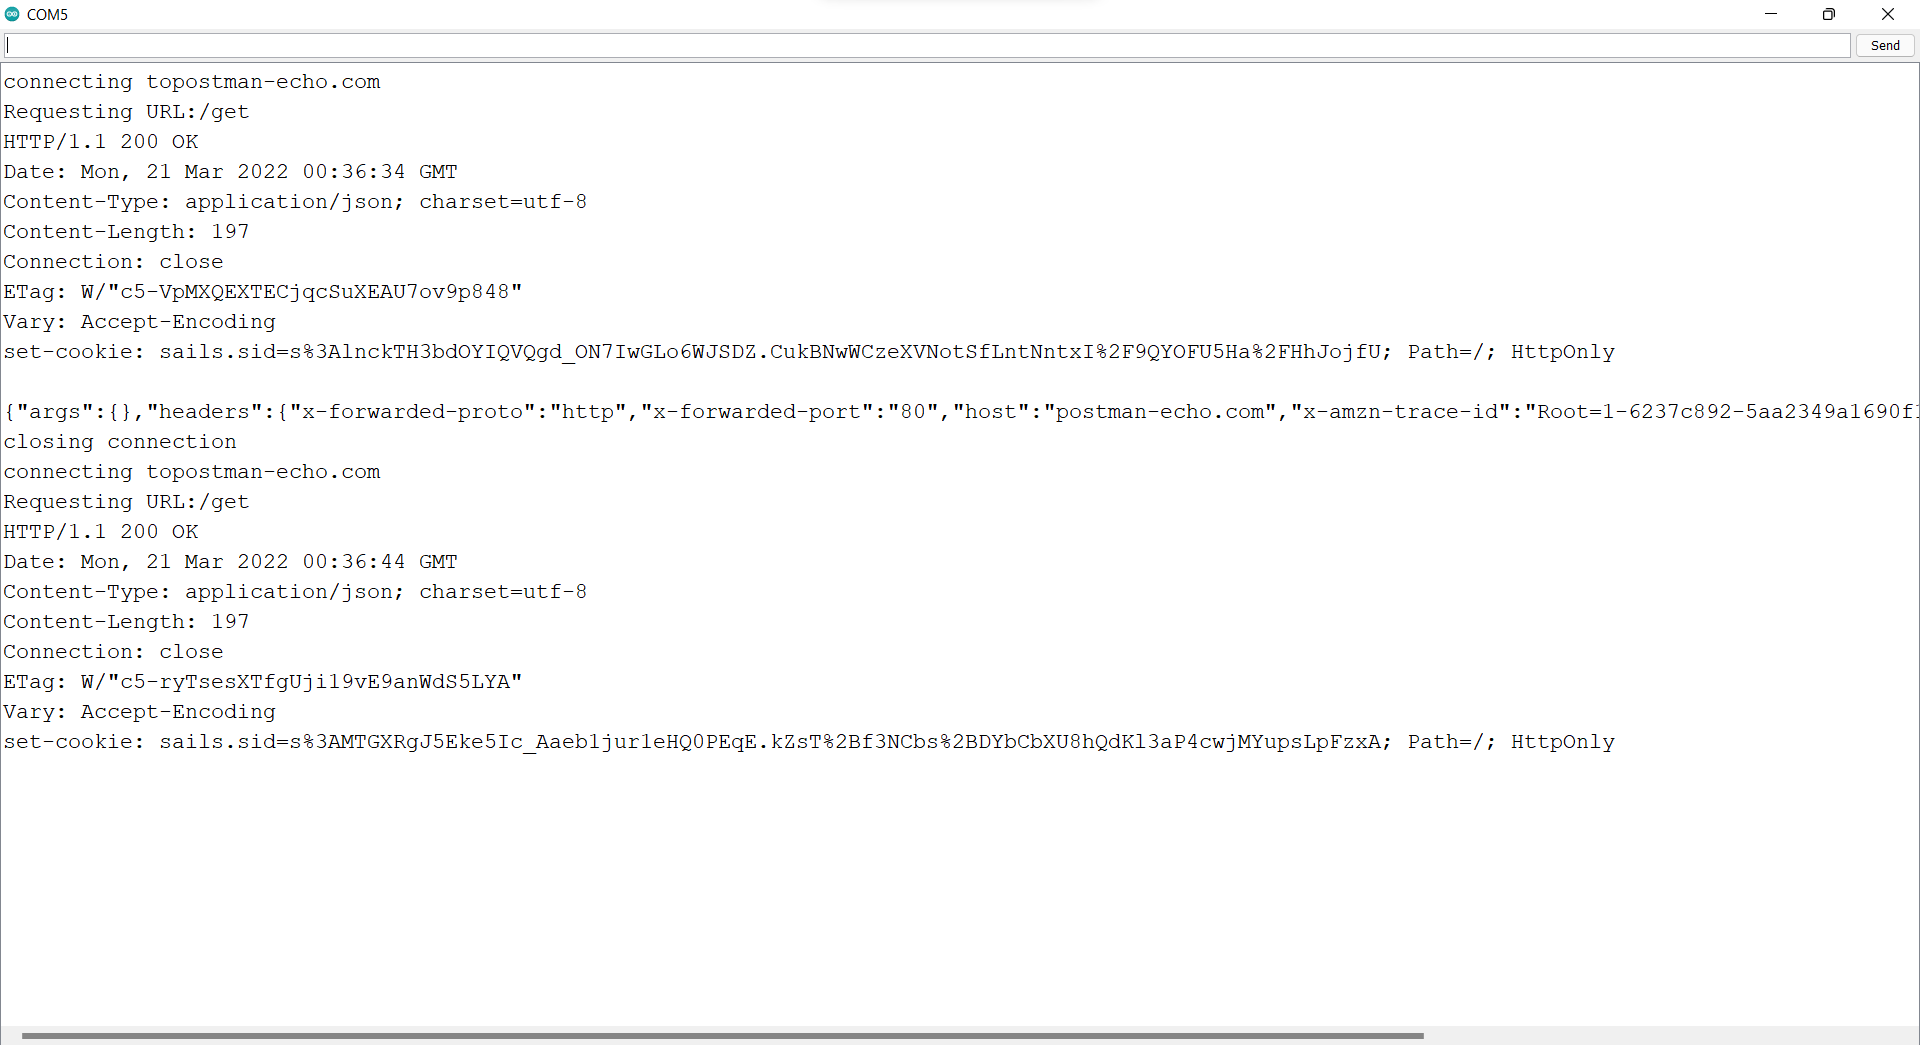 COM5
Send
connecting topostman-echo.com
Requesting URL:/get
HTTP/1.1 200 OK
Date: Mon, 21 Mar 2022 00:36:34 GMT
Content-Type: application/json; charset=utf-8
Content-Length: 197
Connection: close
ETag: W/"c5-VpMXQEXTECjqcSuXEAU7ov9p848"
Vary: Accept-Encoding
set-cookie: sails.sid=s%3AlnckTH3bdOYIQVQgd_ON7IwGLo6WJSDZ.CukBNwWCzeXVNotSfLntNntxI%2F9QYOFU5Ha%2FHhJojfU; Path=/; HttpOnly
{"args":{},"headers":{"x-forwarded-proto":"http","x-forwarded-port":"80","host":"postman-echo.com","x-amzn-trace-id":"Root=1-6237c892-5aa2349a1690f
closing connection
connecting topostman-echo.com
Requesting URL:/get
HTTP/1.1 200 OK
Date: Mon, 21 Mar 2022 00:36:44 GMT
Content-Type: application/json; charset=utf-8
Content-Length: 197
Connection: close
ETag: W/"c5-ryTsesXTfgUji19vE9anWdS5LYA"
Vary: Accept-Encoding
set-cookie: sails.sid=s%3AMTGXRgJ5Eke5Ic_Aaeb1jur1eHQ0PEqE.kZsT%2Bf3NCbs%2BDYbCbXU8hQdKl3aP4cwjMYupsLpFzxA; Path=/; HttpOnly